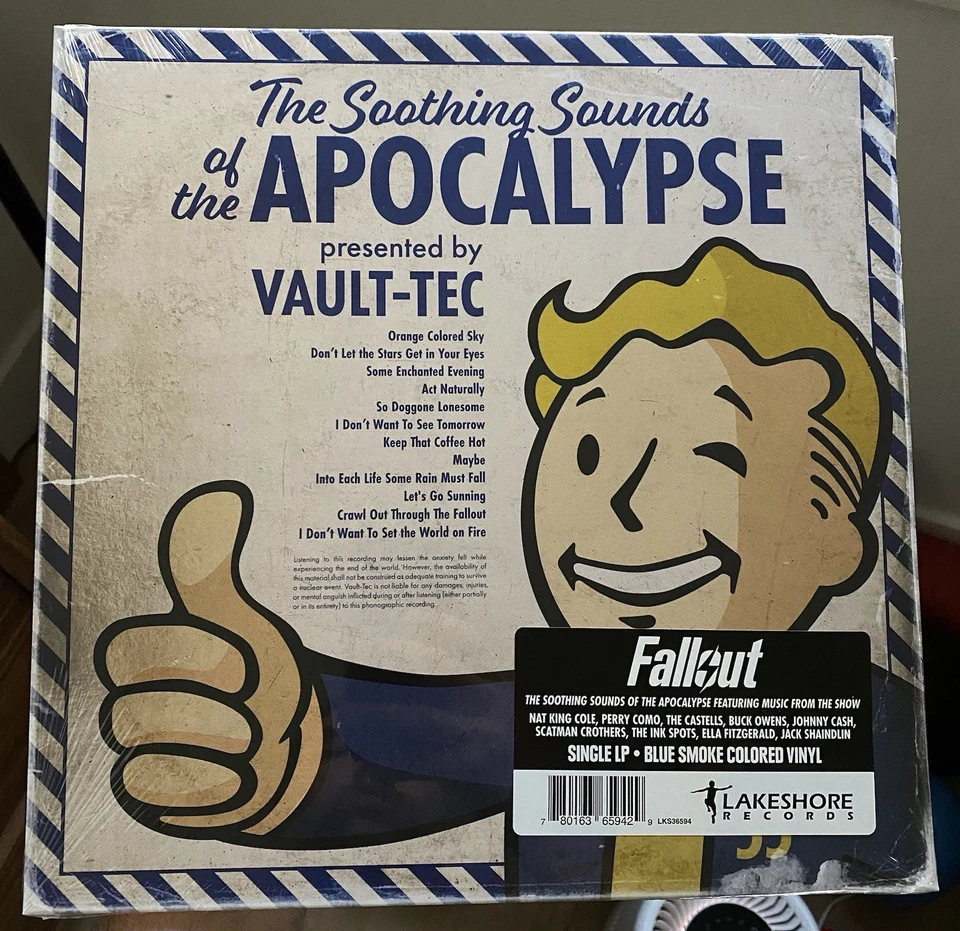 The Soothing Sounds
of
the APOCALYPSE
presented by
VAULT-TEC
Orange Colored Sky
Don't Let the Stars Get in Your Eyes
Some Enchanted Evening
Act Naturally
So Doggone Lonesome
I Don't Want To See Tomorrow
Keep That Coffee Hot
Maybe
Into Each Life Some Rain Must Fall
Let's Go Sunning
Crawl Out Through The Fallout
I Don't Want To Set the World on Fire
Listening to this recording may lessen the anxiety felt while
experiencing the end of the world. However, the availability of
this material shall not be construed as adequate training to survive
a nuclear event. Vault-Tec is not liable for any damages, injuries,
or mental anguish inflicted during or after listening (either partially
or in its entirety) to this phonographic recording.
Fallout
THE SOOTHING SOUNDS OF THE APOCALYPSE FEATURING MUSIC FROM THE SHOW
NAT KING COLE, PERRY COMO, THE CASTELLS, BUCK OWENS, JOHNNY CASH,
SCATMAN CROTHERS, THE INK SPOTS, ELLA FITZGERALD, JACK SHAINDLIN
SINGLE LP • BLUE SMOKE COLORED VINYL
7 80163 65942 9 LKS36594
LAKESHORE
RECORDS
33